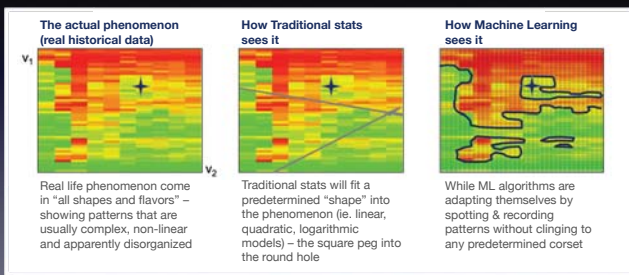 The actual phenomenon
(real historical data)
V1
V2
Real life phenomenon come
in “all shapes and flavors” –
showing patterns that are
usually complex, non-linear
and apparently disorganized
How Traditional stats
sees it
Traditional stats will fit a
predetermined “shape” into
the phenomenon (ie. linear,
quadratic, logarithmic
models) – the square peg into
the round hole
How Machine Learning
sees it
While ML algorithms are
adapting themselves by
spotting & recording
patterns without clinging to
any predetermined corset